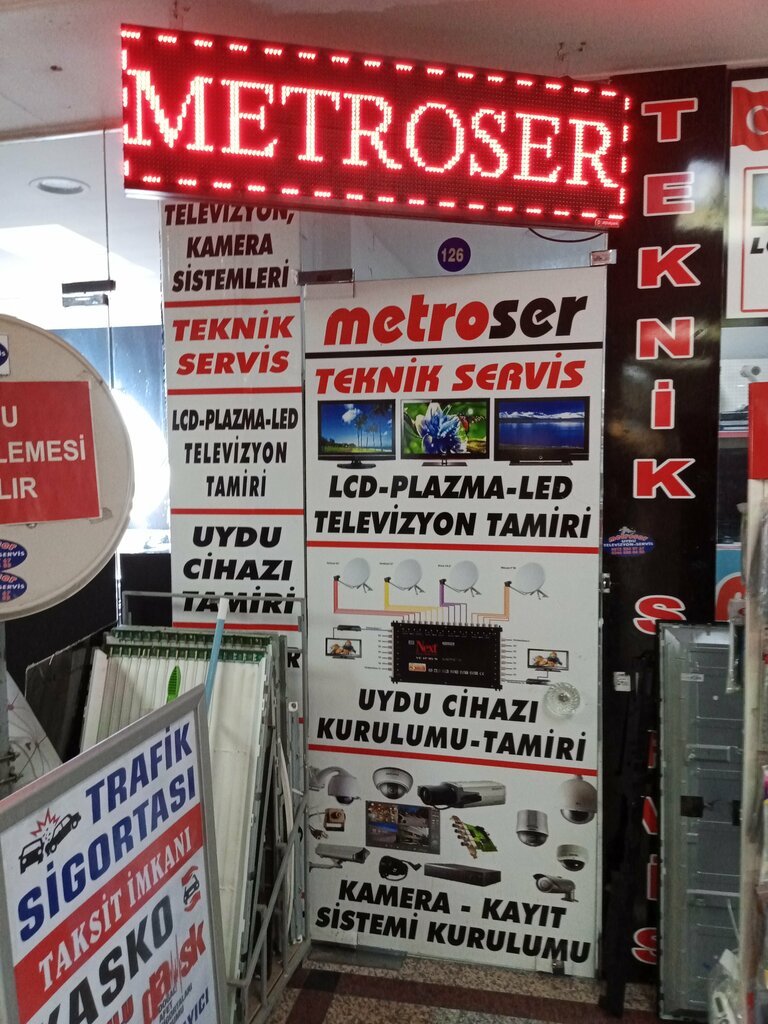 METROSER
TELEVİZYON,
KAMERA
SİSTEMLERİ
TEKNİK
SERVİS
LCD-PLAZMA-LED
TELEVİZYON
TAMİRİ
UYDU
CİHAZI
TAMİRİ
126
metroser
TEKNİK SERVİS
LCD-PLAZMA-LED
TELEVİZYON TAMİRİ
Next
UYDU CİHAZI
KURULUMU-TAMİRİ
KAMERA - KAYIT
SİSTEMİ KURULUMU
TEKNİK
metroser
LEMESİ
LIR
TRAFİK
SİGORTASI
TAKSİT İMKANI
KASKO